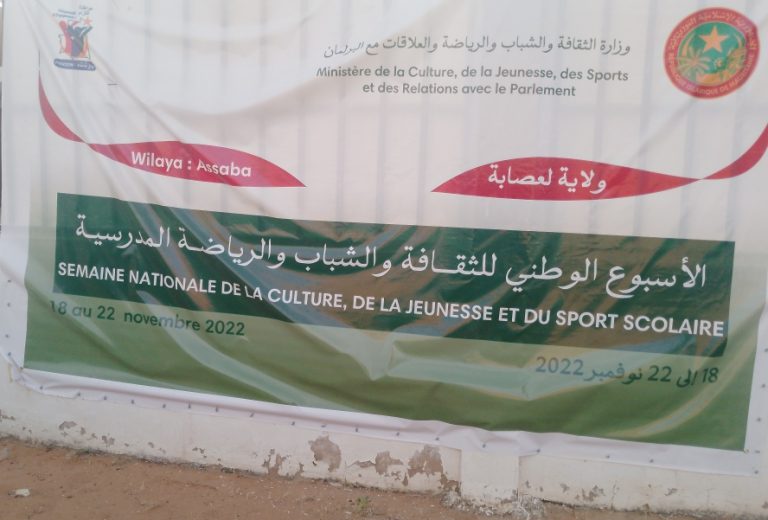 وزارة الثقافة والشباب والرياضة والعلاقات مع البرلمان
Ministère de la Culture, de la Jeunesse, des Sports
et des Relations avec le Parlement
Wilaya : Assaba
ولاية لعصابة
الأسبوع الوطني للثقافة والشباب والرياضة المدرسية
SEMAINE NATIONALE DE LA CULTURE, DE LA JEUNESSE ET DU SPORT SCOLAIRE
18 au 22 novembre 2022
18 إلى 22 نوفمبر 2022